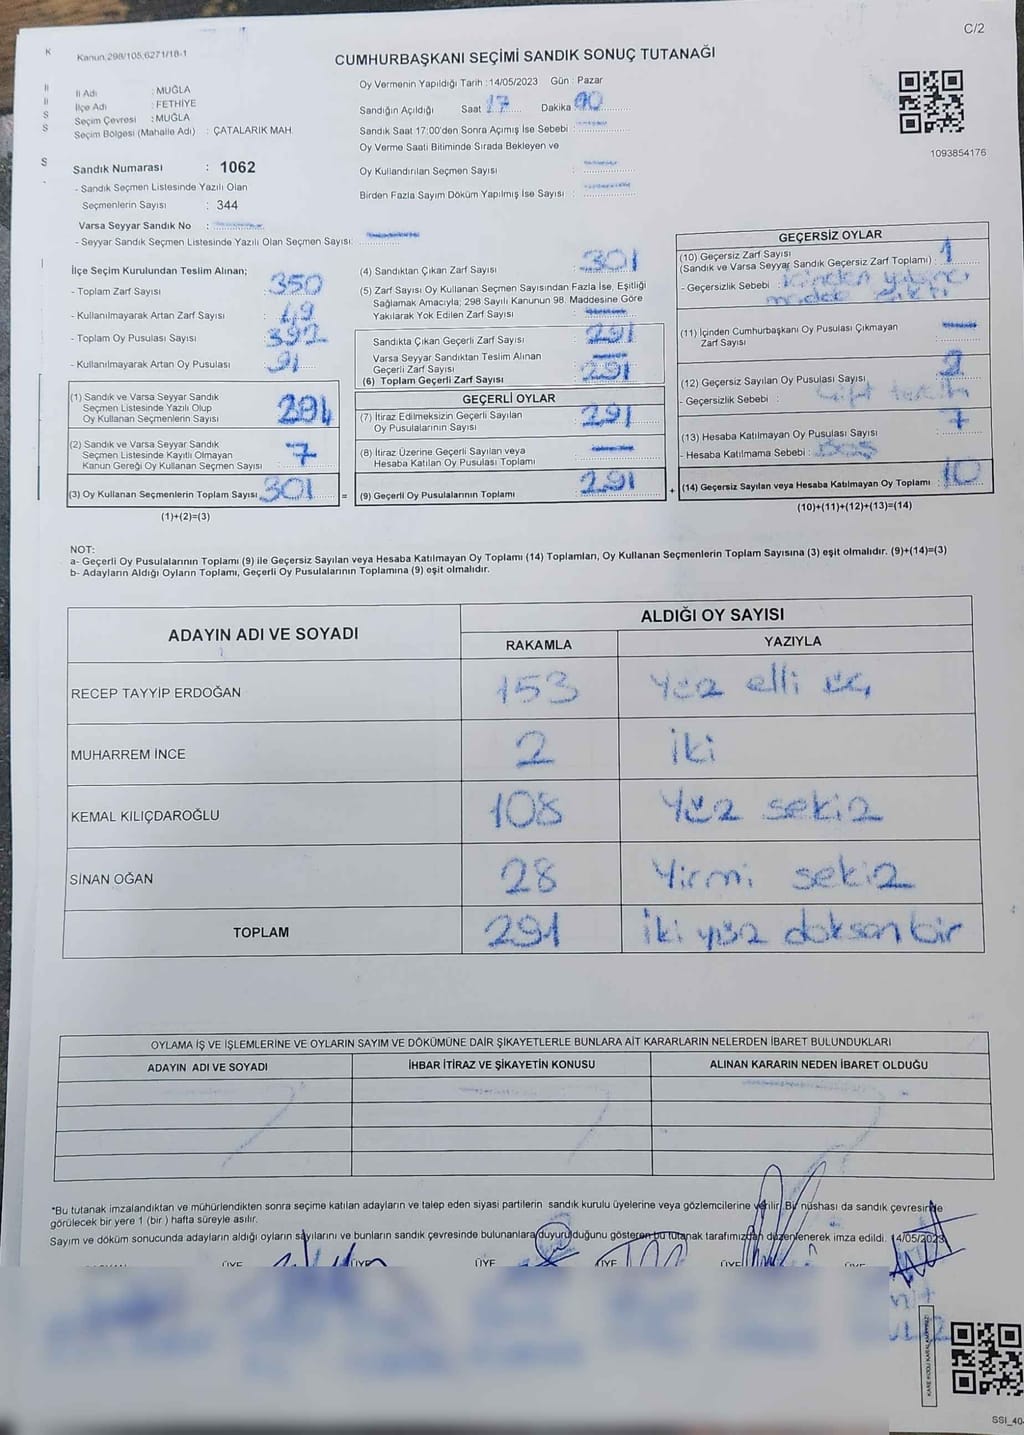 C/2
Kanun,298/105,6271/18-1
CUMHURBAŞKANI SEÇİMİ SANDIK SONUÇ TUTANAĞI
İl Adı : MUĞLA
İlçe Adı : FETHİYE
Seçim Çevresi : MUĞLA
Seçim Bölgesi (Mahalle Adı) : ÇATALARIK MAH.
Oy Vermenin Yapıldığı Tarih : 14/05/2023 Gün : Pazar
Sandığın Açıldığı Saat 17 Dakika 00
Sandık Saat 17:00'den Sonra Açımış İse Sebebi :
Oy Verme Saati Bitiminde Sırada Bekleyen ve
Oy Kullandırılan Seçmen Sayısı :
Birden Fazla Sayım Döküm Yapılmış İse Sayısı :
1093854176
Sandık Numarası : 1062
- Sandık Seçmen Listesinde Yazılı Olan
Seçmenlerin Sayısı : 344
Varsa Seyyar Sandık No :
- Seyyar Sandık Seçmen Listesinde Yazılı Olan Seçmen Sayısı:
İlçe Seçim Kurulundan Teslim Alınan;
- Toplam Zarf Sayısı : 350
- Kullanılmayarak Artan Zarf Sayısı : 49
- Toplam Oy Pusulası Sayısı : 392
- Kullanılmayarak Artan Oy Pusulası : 91
(1) Sandık ve Varsa Seyyar Sandık
Seçmen Listesinde Yazılı Olup
Oy Kullanan Seçmenlerin Sayısı : 294
(2) Sandık ve Varsa Seyyar Sandık
Seçmen Listesinde Kayıtlı Olmayan
Kanun Gereği Oy Kullanan Seçmen Sayısı : 7
(3) Oy Kullanan Seçmenlerin Toplam Sayısı : 301 =
(1)+(2)=(3)
(4) Sandıktan Çıkan Zarf Sayısı : 301
(5) Zarf Sayısı Oy Kullanan Seçmen Sayısından Fazla İse, Eşitliği
Sağlamak Amacıyla; 298 Sayılı Kanunun 98. Maddesine Göre
Yakılarak Yok Edilen Zarf Sayısı :
Sandıkta Çıkan Geçerli Zarf Sayısı : 291
Varsa Seyyar Sandıktan Teslim Alınan
Geçerli Zarf Sayısı :
(6) Toplam Geçerli Zarf Sayısı : 291
GEÇERLİ OYLAR
(7) İtiraz Edilmeksizin Geçerli Sayılan
Oy Pusulalarının Sayısı : 291
(8) İtiraz Üzerine Geçerli Sayılan veya
Hesaba Katılan Oy Pusulası Toplamı :
(9) Geçerli Oy Pusulalarının Toplamı : 291 +
GEÇERSİZ OYLAR
(10) Geçersiz Zarf Sayısı
(Sandık ve Varsa Seyyar Sandık Geçersiz Zarf Toplamı) : 1
- Geçersizlik Sebebi : içinden yabancı
madde çıktı
(11) İçinden Cumhurbaşkanı Oy Pusulası Çıkmayan
Zarf Sayısı :
(12) Geçersiz Sayılan Oy Pusulası Sayısı : 2
- Geçersizlik Sebebi : çift tercih
(13) Hesaba Katılmayan Oy Pusulası Sayısı : 7
- Hesaba Katılmama Sebebi : Boş
(14) Geçersiz Sayılan veya Hesaba Katılmayan Oy Toplamı : 10
(10)+(11)+(12)+(13)=(14)
NOT:
a- Geçerli Oy Pusulalarının Toplamı (9) ile Geçersiz Sayılan veya Hesaba Katılmayan Oy Toplamı (14) Toplamları, Oy Kullanan Seçmenlerin Toplam Sayısına (3) eşit olmalıdır. (9)+(14)=(3)
b- Adayların Aldığı Oyların Toplamı, Geçerli Oy Pusulalarının Toplamına (9) eşit olmalıdır.
ADAYIN ADI VE SOYADI
ALDIĞI OY SAYISI
RAKAMLA YAZIYLA
RECEP TAYYİP ERDOĞAN 153 Yüz elli üç
MUHARREM İNCE 2 İki
KEMAL KILIÇDAROĞLU 108 Yüz sekiz
SİNAN OĞAN 28 Yirmi sekiz
TOPLAM 291 İki yüz doksan bir
OYLAMA İŞ VE İŞLEMLERİNE VE OYLARIN SAYIM VE DÖKÜMÜNE DAİR ŞİKAYETLERLE BUNLARA AİT KARARLARIN NELERDEN İBARET BULUNDUKLARI
ADAYIN ADI VE SOYADI İHBAR İTİRAZ VE ŞİKAYETİN KONUSU ALINAN KARARIN NEDEN İBARET OLDUĞU
*Bu tutanak imzalandıktan ve mühürlendikten sonra seçime katılan adayların ve talep eden siyasi partilerin sandık kurulu üyelerine veya gözlemcilerine verilir. Bir nüshası da sandık çevresinde
görülecek bir yere 1 (bir ) hafta süreyle asılır.
Sayım ve döküm sonucunda adayların aldığı oyların sayılarını ve bunların sandık çevresinde bulunanlara duyurulduğunu gösteren bu tutanak tarafımızdan düzenlenerek imza edildi. 14/05/2023
ÜYE ÜYE ÜYE ÜYE ÜYE ÜYE
SSI_40